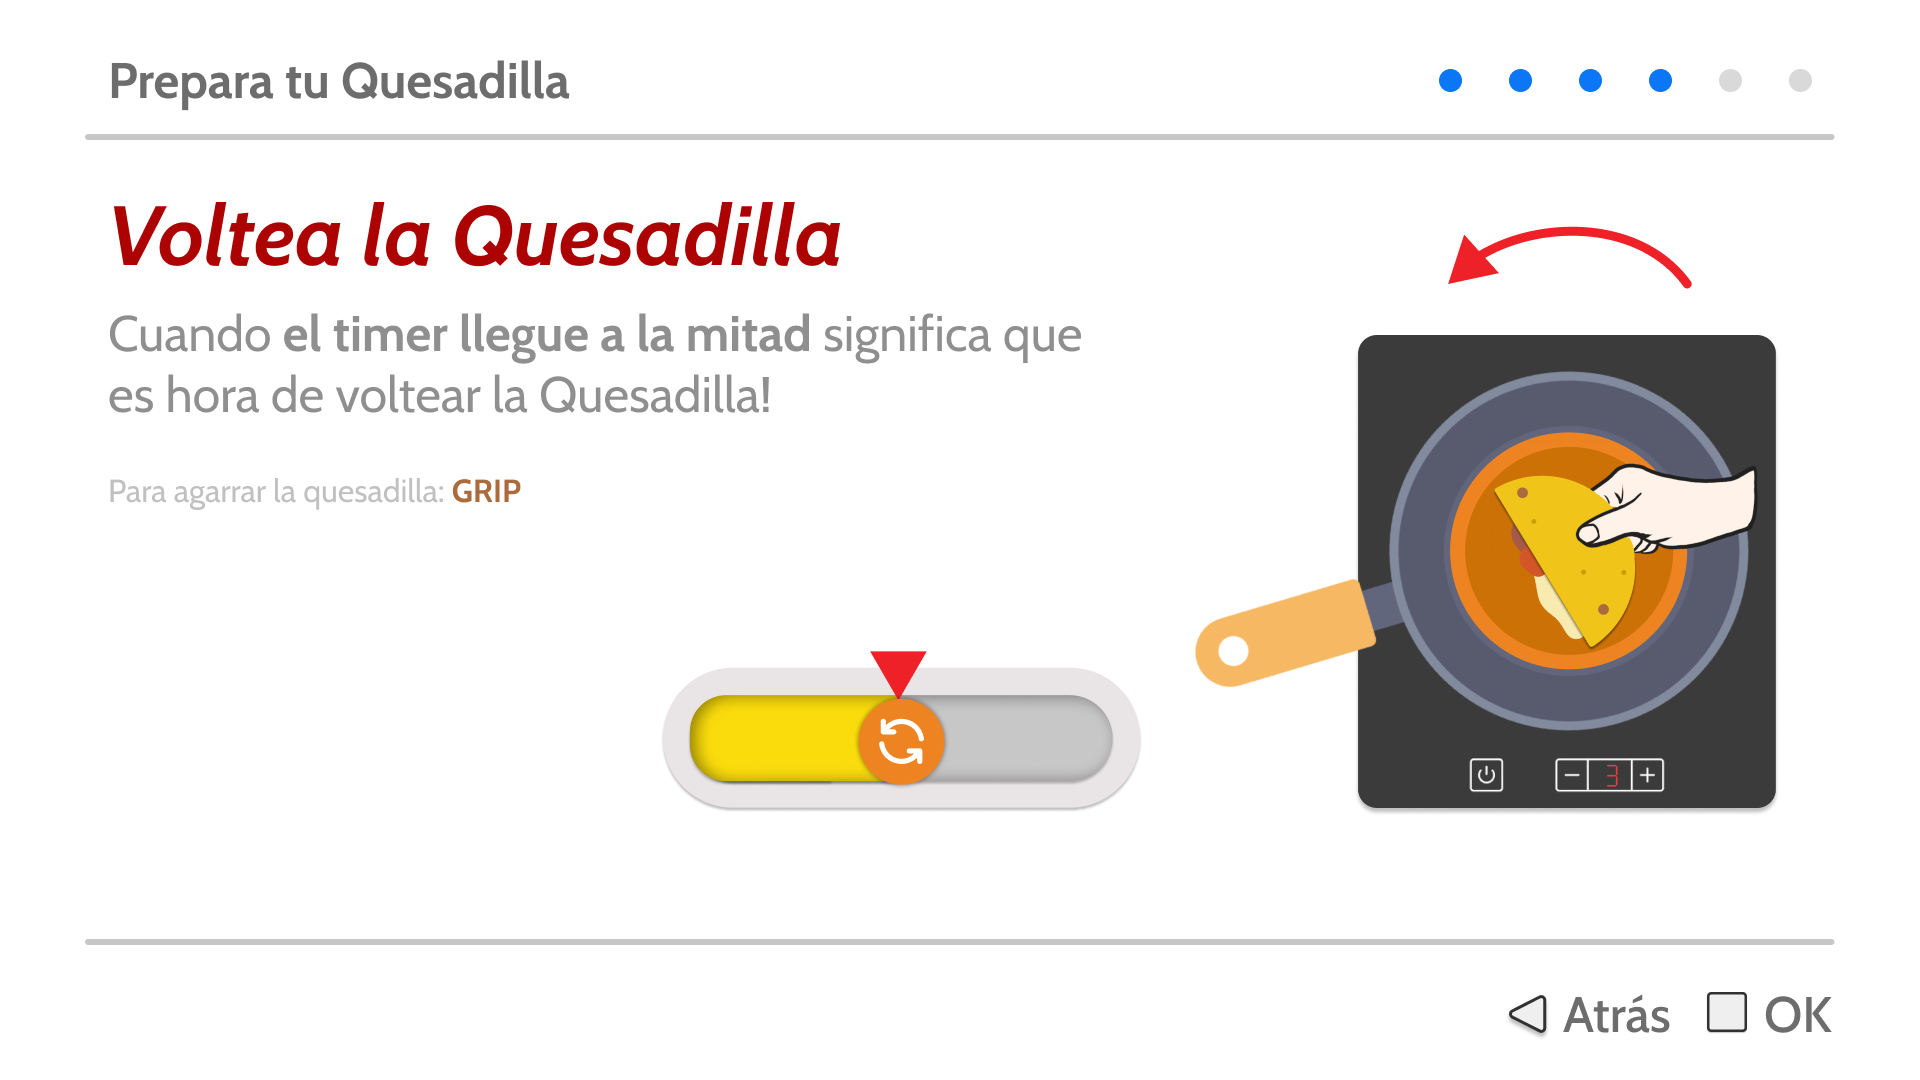 Prepara tu Quesadilla
Voltea la Quesadilla
Cuando el timer llegue a la mitad significa que
es hora de voltear la Quesadilla!
Para agarrar la quesadilla: GRIP
− 3 +
Atrás OK